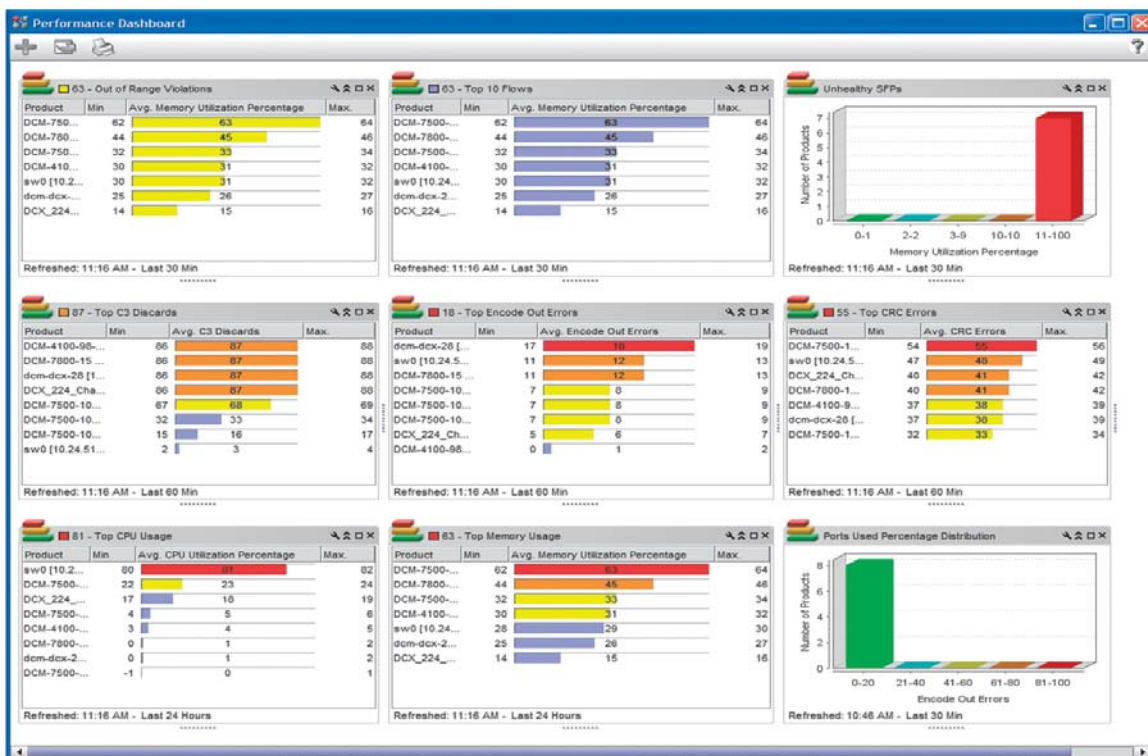 Performance Dashboard
63 - Out of Range Violations
Product Min Avg. Memory Utilization Percentage Max.
DCM-750... 62 63 64
DCM-780... 44 45 46
DCM-750... 32 33 34
DCM-410... 30 31 32
sw0 [10.2... 30 31 32
dcm-dcx-... 25 26 27
DCX_224_... 14 15 16
Refreshed: 11:16 AM - Last 30 Min
63 - Top 10 Flows
Product Min Avg. Memory Utilization Percentage Max.
DCM-7500-... 62 63 64
DCM-7800-... 44 45 46
DCM-7500-... 32 33 34
DCM-4100-... 30 31 32
sw0 [10.24... 30 31 32
dcm-dcx-2... 25 26 27
DCX_224_... 14 15 16
Refreshed: 11:16 AM - Last 30 Min
Unhealthy SFPs
Number of Products
7
6
5
4
3
2
1
0
0-1 2-2 3-9 10-10 11-100
Memory Utilization Percentage
Refreshed: 11:16 AM - Last 30 Min
87 - Top C3 Discards
Product Min Avg. C3 Discards Max.
DCM-4100-98-... 86 87 88
DCM-7800-15 ... 86 87 88
dcm-dcx-28 [1... 86 87 88
DCX_224_Cha... 86 87 88
DCM-7500-10... 67 68 69
DCM-7500-10... 32 33 34
DCM-7500-10... 15 16 17
sw0 [10.24.51... 2 3 4
Refreshed: 11:16 AM - Last 60 Min
18 - Top Encode Out Errors
Product Min Avg. Encode Out Errors Max.
dcm-dcx-28 [... 17 18 19
sw0 [10.24.5... 11 12 13
DCM-7800-15 ... 11 12 13
DCM-7500-10... 7 8 9
DCM-7500-10... 7 8 9
DCM-7500-10... 7 8 9
DCX_224_Ch... 5 6 7
DCM-4100-98... 0 1 2
Refreshed: 11:16 AM - Last 60 Min
55 - Top CRC Errors
Product Min Avg. CRC Errors Max.
DCM-7500-1... 54 55 56
sw0 [10.24.5... 47 48 49
DCX_224_Ch... 40 41 42
DCM-7800-1... 40 41 42
DCM-4100-9... 37 38 39
dcm-dcx-28 [... 37 38 39
DCM-7500-1... 32 33 34
Refreshed: 11:16 AM - Last 60 Min
81 - Top CPU Usage
Product Min Avg. CPU Utilization Percentage Max.
sw0 [10.2... 80 81 82
DCM-7500-... 22 23 24
DCX_224_... 17 18 19
DCM-7500-... 4 5 6
DCM-4100-... 3 4 5
DCM-7800-... 0 1 2
dcm-dcx-2... 0 1 2
DCM-7500-... -1 0 1
Refreshed: 11:16 AM - Last 24 Hours
63 - Top Memory Usage
Product Min Avg. Memory Utilization Percentage Max.
DCM-7500-... 62 63 64
DCM-7800-... 44 45 46
DCM-7500-... 32 33 34
DCM-4100-... 30 31 32
sw0 [10.24... 28 29 30
dcm-dcx-2... 25 26 27
DCX_224_... 14 15 16
Refreshed: 11:16 AM - Last 24 Hours
Ports Used Percentage Distribution
Number of Products
8
6
4
2
0
0-20 21-40 41-60 61-80 81-100
Encode Out Errors
Refreshed: 10:46 AM - Last 30 Min